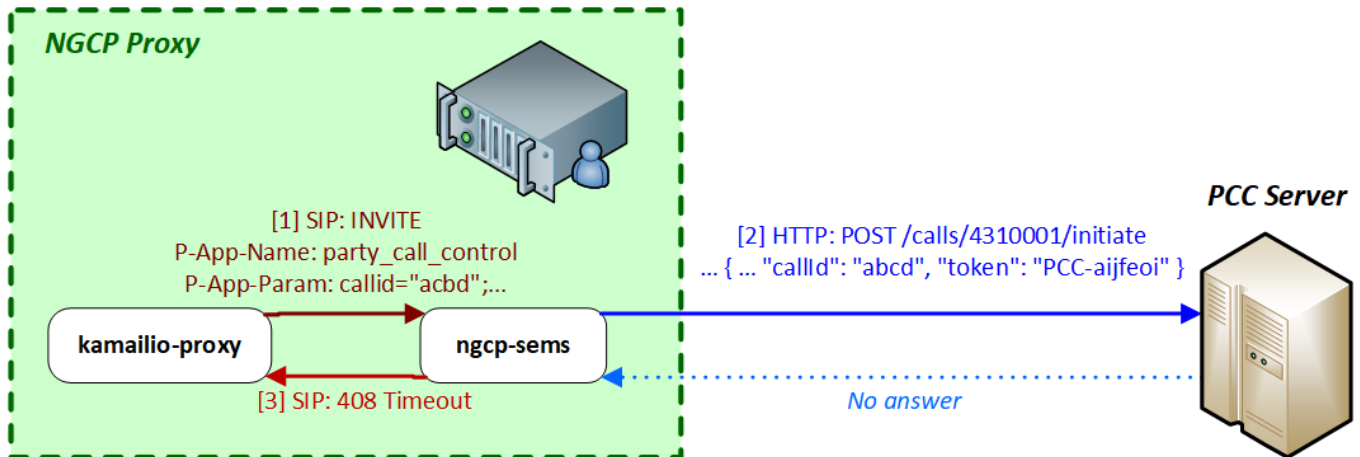 NGCP Proxy
[1] SIP: INVITE
P-App-Name: party_call_control
P-App-Param: callid="acbd";...
kamailio-proxy
ngcp-sems
[3] SIP: 408 Timeout
[2] HTTP: POST /calls/4310001/initiate
... { ... "callId": "abcd", "token": "PCC-aijfeoi" }
No answer
PCC Server